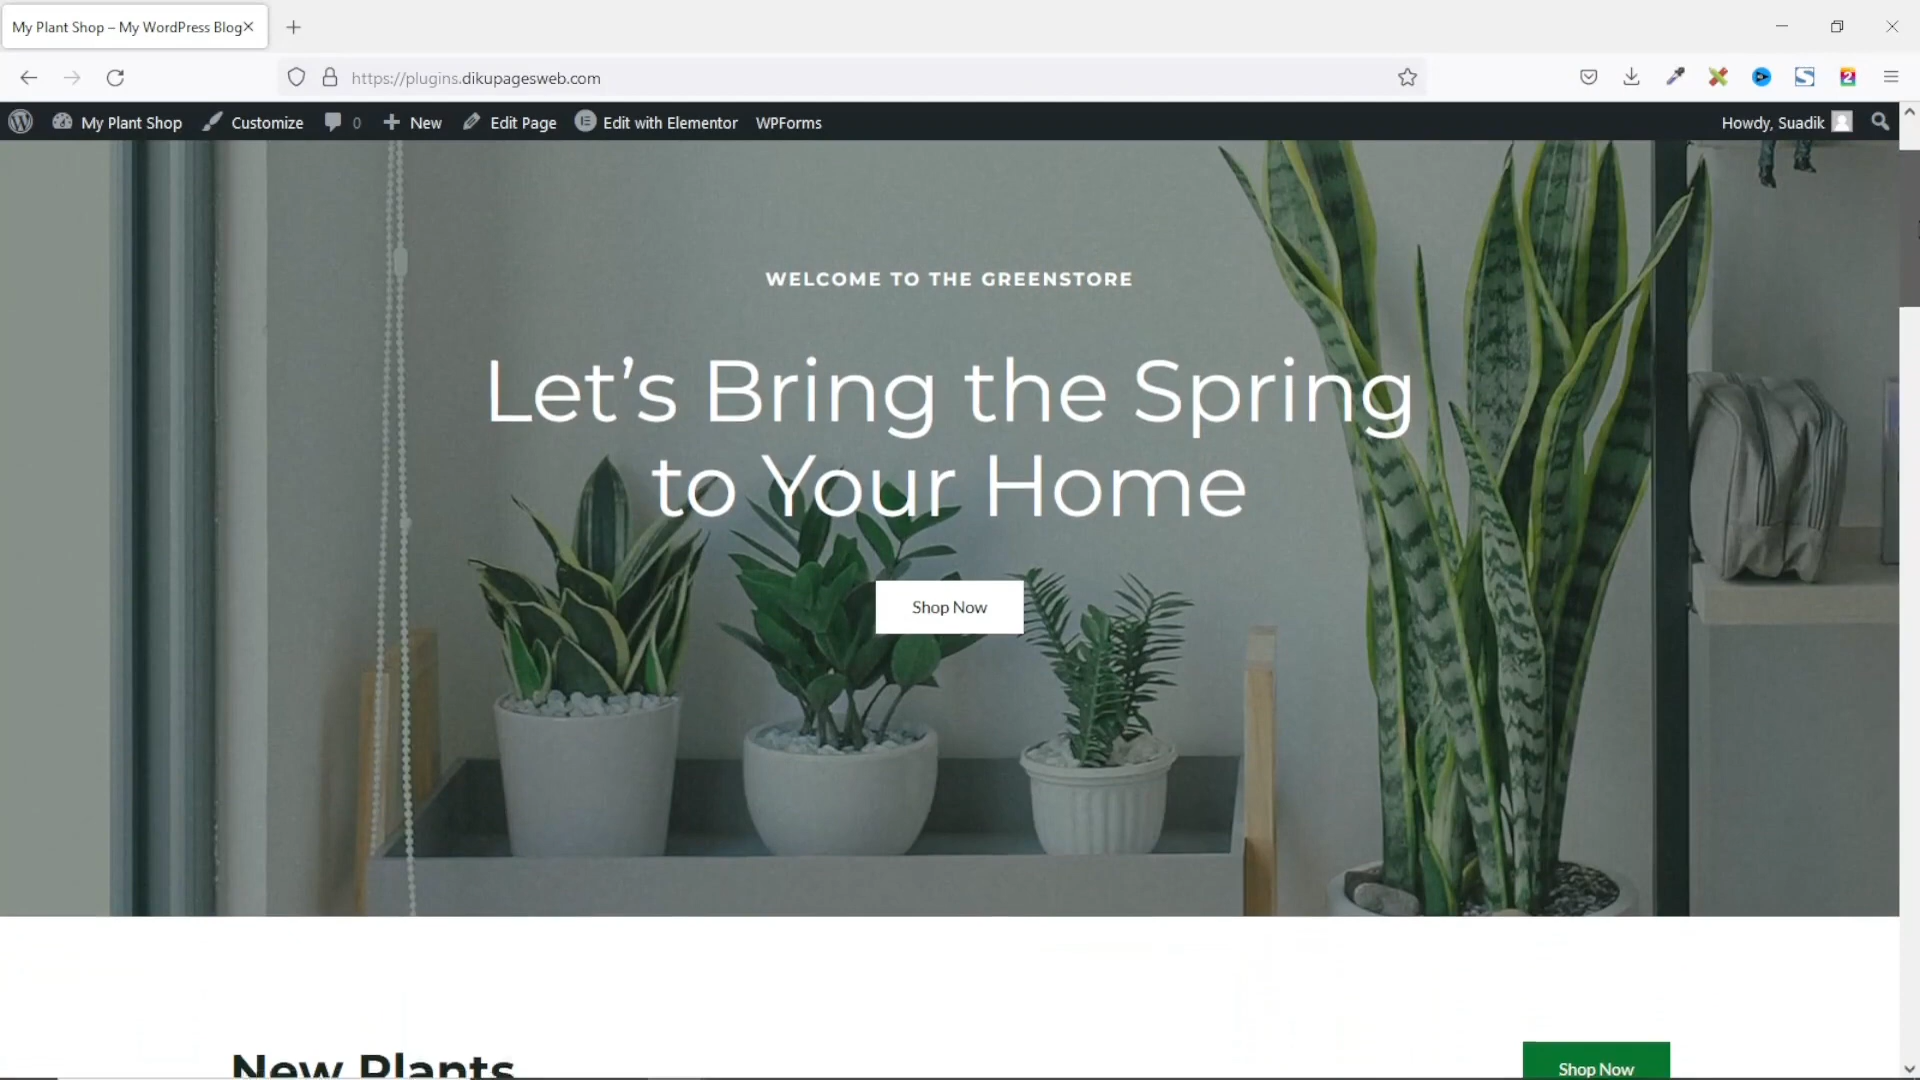 My Plant Shop – My WordPress Blog
https://plugins.dikupagesweb.com
My Plant Shop Customize 0 New Edit Page Edit with Elementor WPForms Howdy, Suadik
WELCOME TO THE GREENSTORE
Let’s Bring the Spring
to Your Home
Shop Now
New Plants
Shop Now